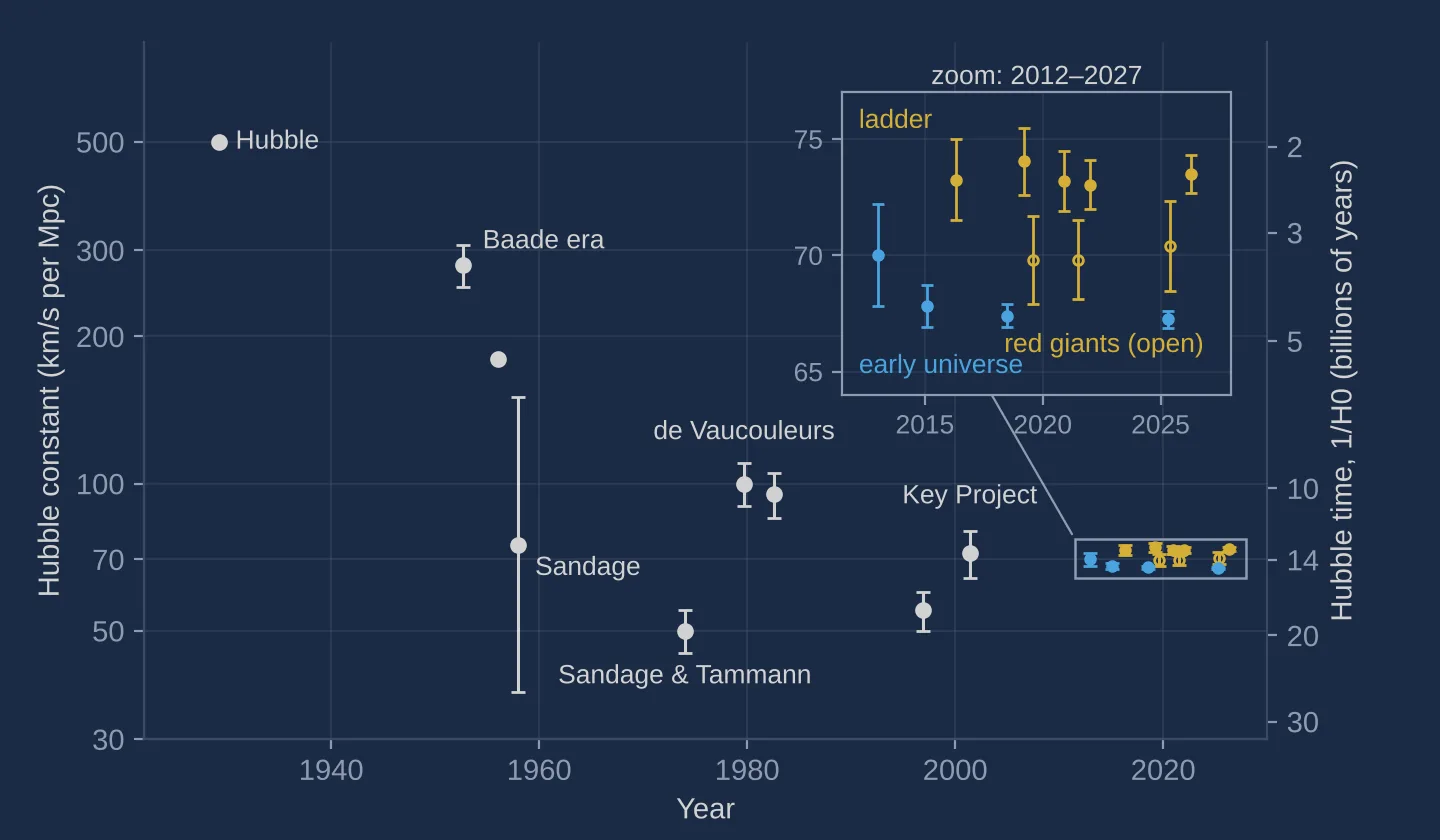 zoom: 2012–2027
ladder
75
70
65
red giants (open)
early universe
2015 2020 2025
Hubble
Baade era
de Vaucouleurs
Key Project
Sandage
Sandage & Tammann
Hubble constant (km/s per Mpc)
500
300
200
100
70
50
30
2
3
5
10
14
20
30
Hubble time, 1/H0 (billions of years)
1940 1960 1980 2000 2020
Year